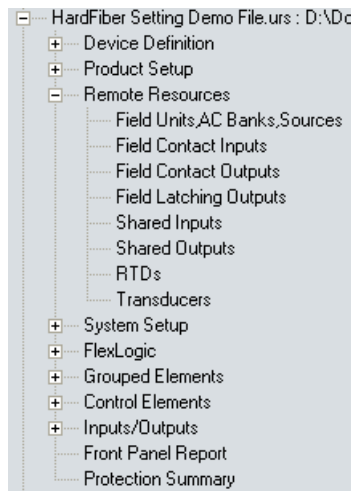 HardFiber Setting Demo File.urs : D:\Do
Device Definition
Product Setup
Remote Resources
Field Units,AC Banks,Sources
Field Contact Inputs
Field Contact Outputs
Field Latching Outputs
Shared Inputs
Shared Outputs
RTDs
Transducers
System Setup
FlexLogic
Grouped Elements
Control Elements
Inputs/Outputs
Front Panel Report
Protection Summary